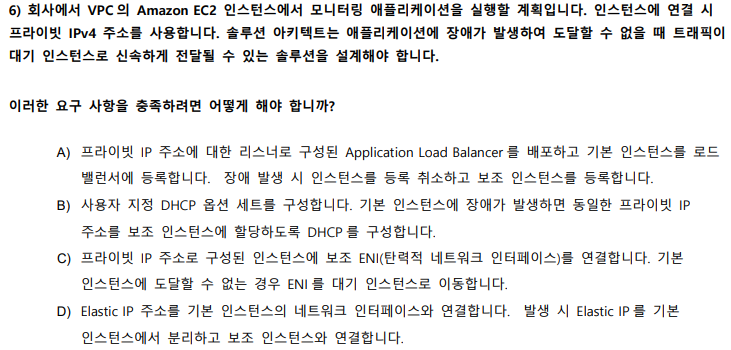 6) 회사에서 VPC의 Amazon EC2 인스턴스에서 모니터링 애플리케이션을 실행할 계획입니다. 인스턴스에 연결 시
프라이빗 IPv4 주소를 사용합니다. 솔루션 아키텍트는 애플리케이션에 장애가 발생하여 도달할 수 없을 때 트래픽이
대기 인스턴스로 신속하게 전달될 수 있는 솔루션을 설계해야 합니다.
이러한 요구 사항을 충족하려면 어떻게 해야 합니까?
A) 프라이빗 IP 주소에 대한 리스너로 구성된 Application Load Balancer를 배포하고 기본 인스턴스를 로드
밸런서에 등록합니다. 장애 발생 시 인스턴스를 등록 취소하고 보조 인스턴스를 등록합니다.
B) 사용자 지정 DHCP 옵션 세트를 구성합니다. 기본 인스턴스에 장애가 발생하면 동일한 프라이빗 IP
주소를 보조 인스턴스에 할당하도록 DHCP를 구성합니다.
C) 프라이빗 IP 주소로 구성된 인스턴스에 보조 ENI(탄력적 네트워크 인터페이스)를 연결합니다. 기본
인스턴스에 도달할 수 없는 경우 ENI를 대기 인스턴스로 이동합니다.
D) Elastic IP 주소를 기본 인스턴스의 네트워크 인터페이스와 연결합니다. 발생 시 Elastic IP를 기본
인스턴스에서 분리하고 보조 인스턴스와 연결합니다.